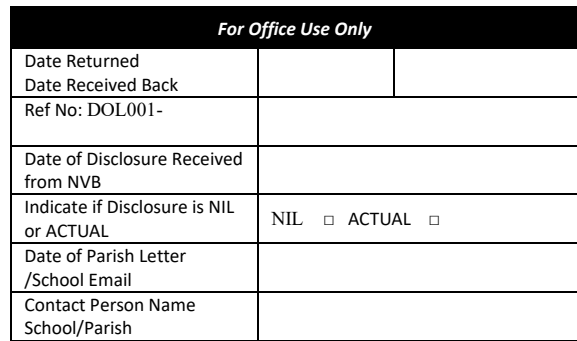 For Office Use Only
Date Returned
Date Received Back
Ref No: DOL001-
Date of Disclosure Received
from NVB
Indicate if Disclosure is NIL
or ACTUAL
NIL □ ACTUAL □
Date of Parish Letter
/School Email
Contact Person Name
School/Parish